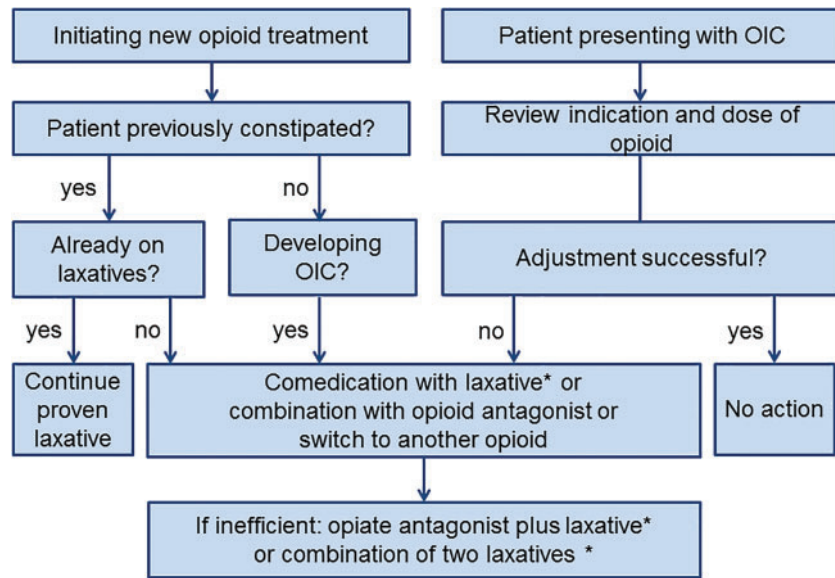 Initiating new opioid treatment
Patient presenting with OIC
Patient previously constipated?
Review indication and dose of
opioid
yes
no
Already on
laxatives?
Developing
OIC?
Adjustment successful?
yes
no
yes
no
yes
Continue
proven
laxative
Comedication with laxative* or
combination with opioid antagonist or
switch to another opioid
No action
If inefficient: opiate antagonist plus laxative*
or combination of two laxatives *